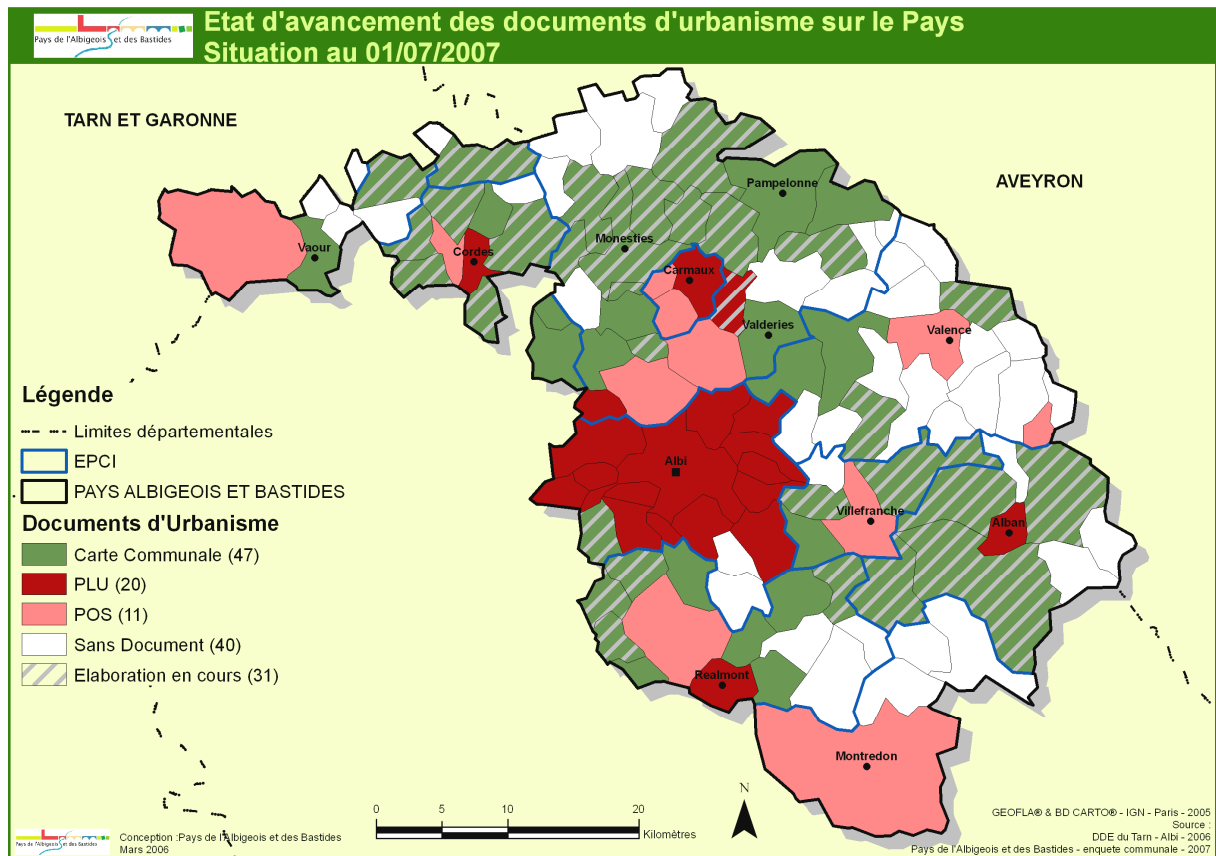 Pays de l'Albigeois et des Bastides
Etat d'avancement des documents d'urbanisme sur le Pays
Situation au 01/07/2007
TARN ET GARONNE
AVEYRON
Pampelonne
Monesties
Vaour
Cordes
Carmaux
Valderies
Valence
Albi
Villefranche
Alban
Realmont
Montredon
Légende
Limites départementales
EPCI
PAYS ALBIGEOIS ET BASTIDES
Documents d'Urbanisme
Carte Communale (47)
PLU (20)
POS (11)
Sans Document (40)
Elaboration en cours (31)
0 5 10 20
Kilomètres
N
Pays de l'Albigeois et des Bastides
Conception :Pays de l'Albigeois et des Bastides
Mars 2006
GEOFLA® & BD CARTO® - IGN - Paris - 2005
Source :
DDE du Tarn - Albi - 2006
Pays de l'Albigeois et des Bastides - enquete communale - 2007